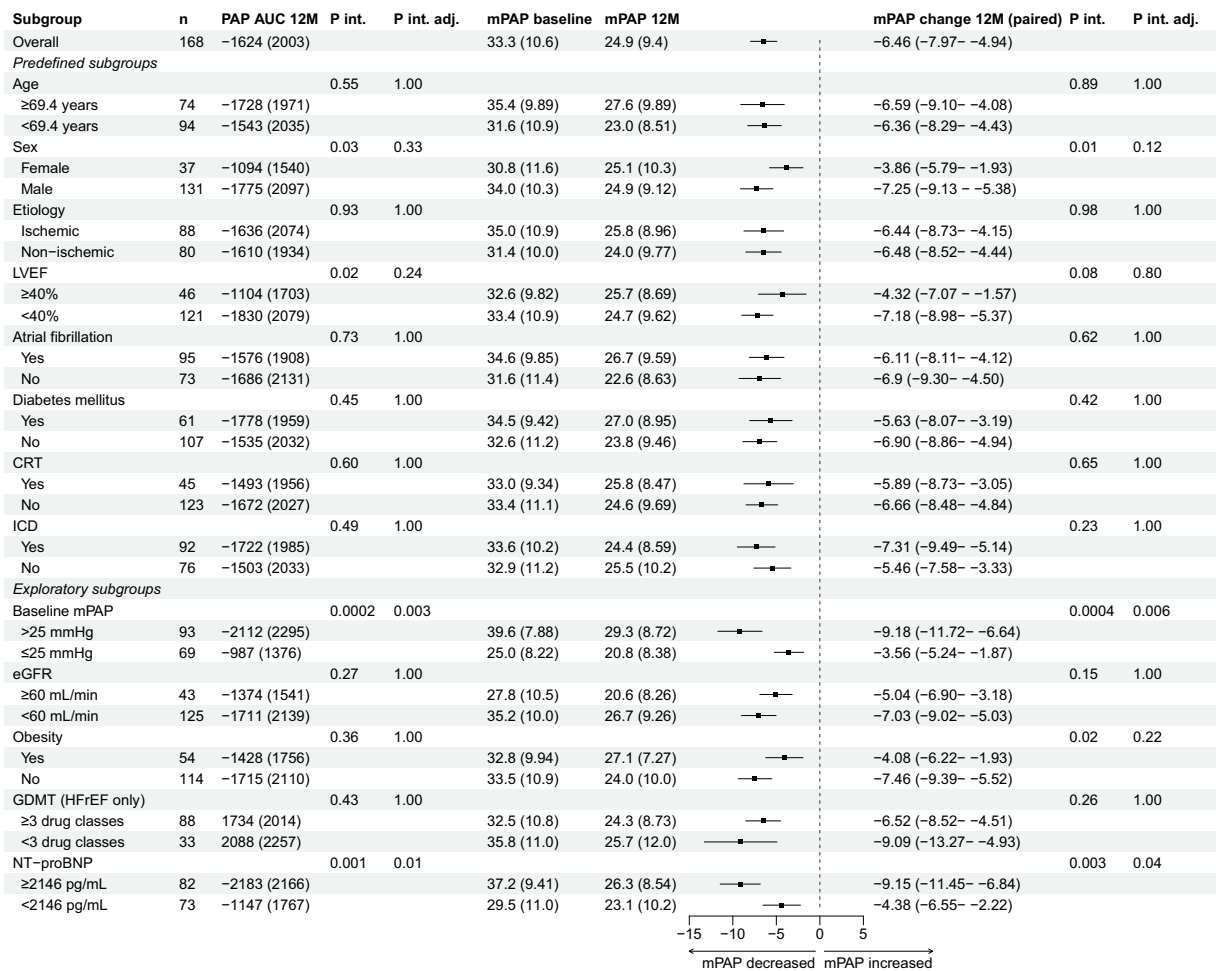 Subgroup n PAP AUC 12M P int. P int. adj. mPAP baseline mPAP 12M mPAP change 12M (paired) P int. P int. adj.
Overall 168 −1624 (2003) 33.3 (10.6) 24.9 (9.4) −6.46 (−7.97− −4.94)
Predefined subgroups
Age 0.55 1.00 0.89 1.00
≥69.4 years 74 −1728 (1971) 35.4 (9.89) 27.6 (9.89) −6.59 (−9.10− −4.08)
<69.4 years 94 −1543 (2035) 31.6 (10.9) 23.0 (8.51) −6.36 (−8.29− −4.43)
Sex 0.03 0.33 0.01 0.12
Female 37 −1094 (1540) 30.8 (11.6) 25.1 (10.3) −3.86 (−5.79− −1.93)
Male 131 −1775 (2097) 34.0 (10.3) 24.9 (9.12) −7.25 (−9.13 − −5.38)
Etiology 0.93 1.00 0.98 1.00
Ischemic 88 −1636 (2074) 35.0 (10.9) 25.8 (8.96) −6.44 (−8.73− −4.15)
Non−ischemic 80 −1610 (1934) 31.4 (10.0) 24.0 (9.77) −6.48 (−8.52− −4.44)
LVEF 0.02 0.24 0.08 0.80
≥40% 46 −1104 (1703) 32.6 (9.82) 25.7 (8.69) −4.32 (−7.07 − −1.57)
<40% 121 −1830 (2079) 33.4 (10.9) 24.7 (9.62) −7.18 (−8.98− −5.37)
Atrial fibrillation 0.73 1.00 0.62 1.00
Yes 95 −1576 (1908) 34.6 (9.85) 26.7 (9.59) −6.11 (−8.11− −4.12)
No 73 −1686 (2131) 31.6 (11.4) 22.6 (8.63) −6.9 (−9.30− −4.50)
Diabetes mellitus 0.45 1.00 0.42 1.00
Yes 61 −1778 (1959) 34.5 (9.42) 27.0 (8.95) −5.63 (−8.07− −3.19)
No 107 −1535 (2032) 32.6 (11.2) 23.8 (9.46) −6.90 (−8.86− −4.94)
CRT 0.60 1.00 0.65 1.00
Yes 45 −1493 (1956) 33.0 (9.34) 25.8 (8.47) −5.89 (−8.73− −3.05)
No 123 −1672 (2027) 33.4 (11.1) 24.6 (9.69) −6.66 (−8.48− −4.84)
ICD 0.49 1.00 0.23 1.00
Yes 92 −1722 (1985) 33.6 (10.2) 24.4 (8.59) −7.31 (−9.49− −5.14)
No 76 −1503 (2033) 32.9 (11.2) 25.5 (10.2) −5.46 (−7.58− −3.33)
Exploratory subgroups
Baseline mPAP 0.0002 0.003 0.0004 0.006
>25 mmHg 93 −2112 (2295) 39.6 (7.88) 29.3 (8.72) −9.18 (−11.72− −6.64)
≤25 mmHg 69 −987 (1376) 25.0 (8.22) 20.8 (8.38) −3.56 (−5.24− −1.87)
eGFR 0.27 1.00 0.15 1.00
≥60 mL/min 43 −1374 (1541) 27.8 (10.5) 20.6 (8.26) −5.04 (−6.90− −3.18)
<60 mL/min 125 −1711 (2139) 35.2 (10.0) 26.7 (9.26) −7.03 (−9.02− −5.03)
Obesity 0.36 1.00 0.02 0.22
Yes 54 −1428 (1756) 32.8 (9.94) 27.1 (7.27) −4.08 (−6.22− −1.93)
No 114 −1715 (2110) 33.5 (10.9) 24.0 (10.0) −7.46 (−9.39− −5.52)
GDMT (HFrEF only) 0.43 1.00 0.26 1.00
≥3 drug classes 88 1734 (2014) 32.5 (10.8) 24.3 (8.73) −6.52 (−8.52− −4.51)
<3 drug classes 33 2088 (2257) 35.8 (11.0) 25.7 (12.0) −9.09 (−13.27− −4.93)
NT−proBNP 0.001 0.01 0.003 0.04
≥2146 pg/mL 82 −2183 (2166) 37.2 (9.41) 26.3 (8.54) −9.15 (−11.45− −6.84)
<2146 pg/mL 73 −1147 (1767) 29.5 (11.0) 23.1 (10.2) −4.38 (−6.55− −2.22)
−15 −10 −5 0 5
mPAP decreased mPAP increased